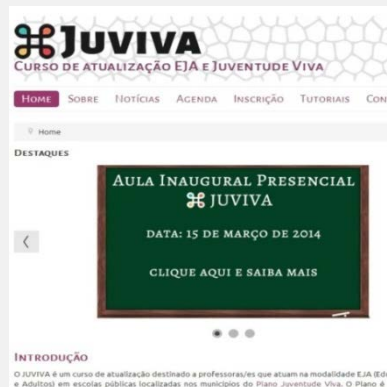 JUVIVA
CURSO DE ATUALIZAÇÃO EJA E JUVENTUDE VIVA
HOME SOBRE NOTÍCIAS AGENDA INSCRIÇÃO TUTORIAIS CON
Home
DESTAQUES
AULA INAUGURAL PRESENCIAL
JUVIVA
DATA: 15 DE MARÇO DE 2014
CLIQUE AQUI E SAIBA MAIS
INTRODUÇÃO
O JUVIVA é um curso de atualização destinado a professoras/es que atuam na modalidade EJA (Edu
e Adultos) em escolas públicas localizadas nos municípios do Plano Juventude Viva. O Plano é